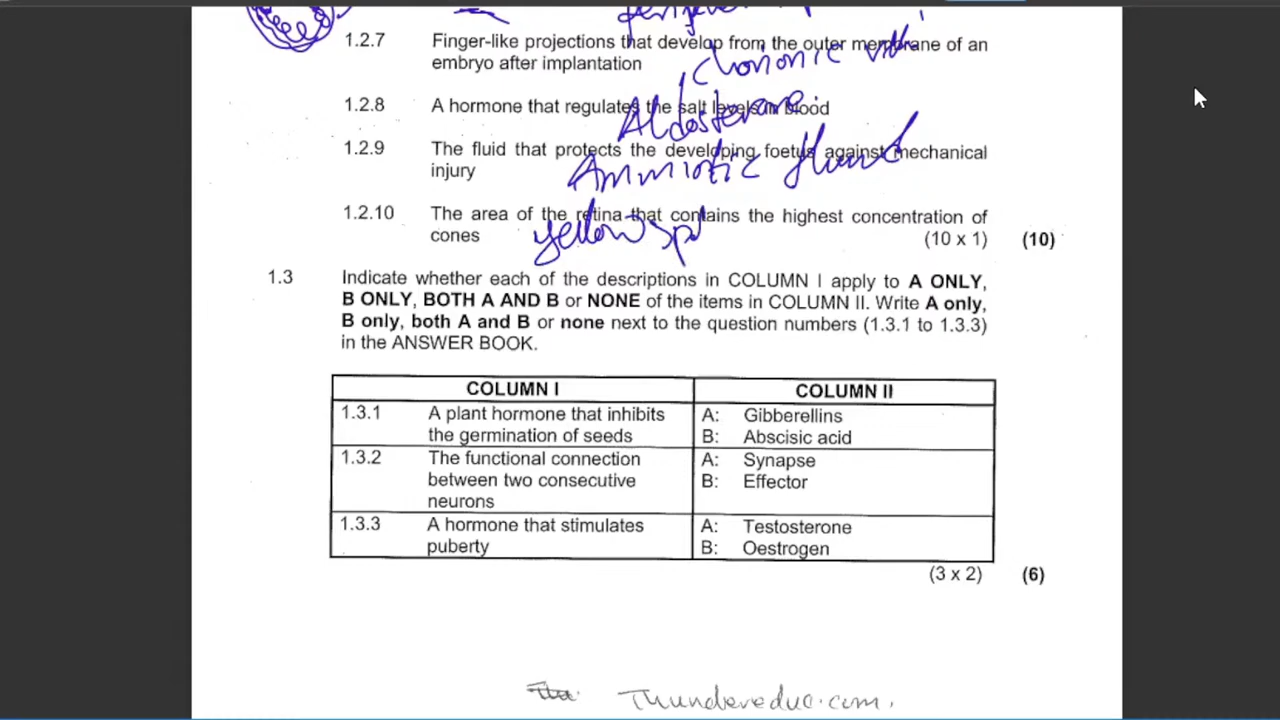 1.2.7 Finger-like projections that develop from the outer membrane of an
embryo after implantation
Chorionic villi
1.2.8 A hormone that regulates the salt levels in blood
Aldosterone
1.2.9 The fluid that protects the developing foetus against mechanical
injury
Ammiotic fluid
1.2.10 The area of the retina that contains the highest concentration of
cones (10 x 1) (10)
yellow spot
1.3 Indicate whether each of the descriptions in COLUMN I apply to A ONLY,
B ONLY, BOTH A AND B or NONE of the items in COLUMN II. Write A only,
B only, both A and B or none next to the question numbers (1.3.1 to 1.3.3)
in the ANSWER BOOK.
COLUMN I COLUMN II
1.3.1 A plant hormone that inhibits A: Gibberellins
the germination of seeds B: Abscisic acid
1.3.2 The functional connection A: Synapse
between two consecutive B: Effector
neurons
1.3.3 A hormone that stimulates A: Testosterone
puberty B: Oestrogen
(3 x 2) (6)
Thundereduc.com.